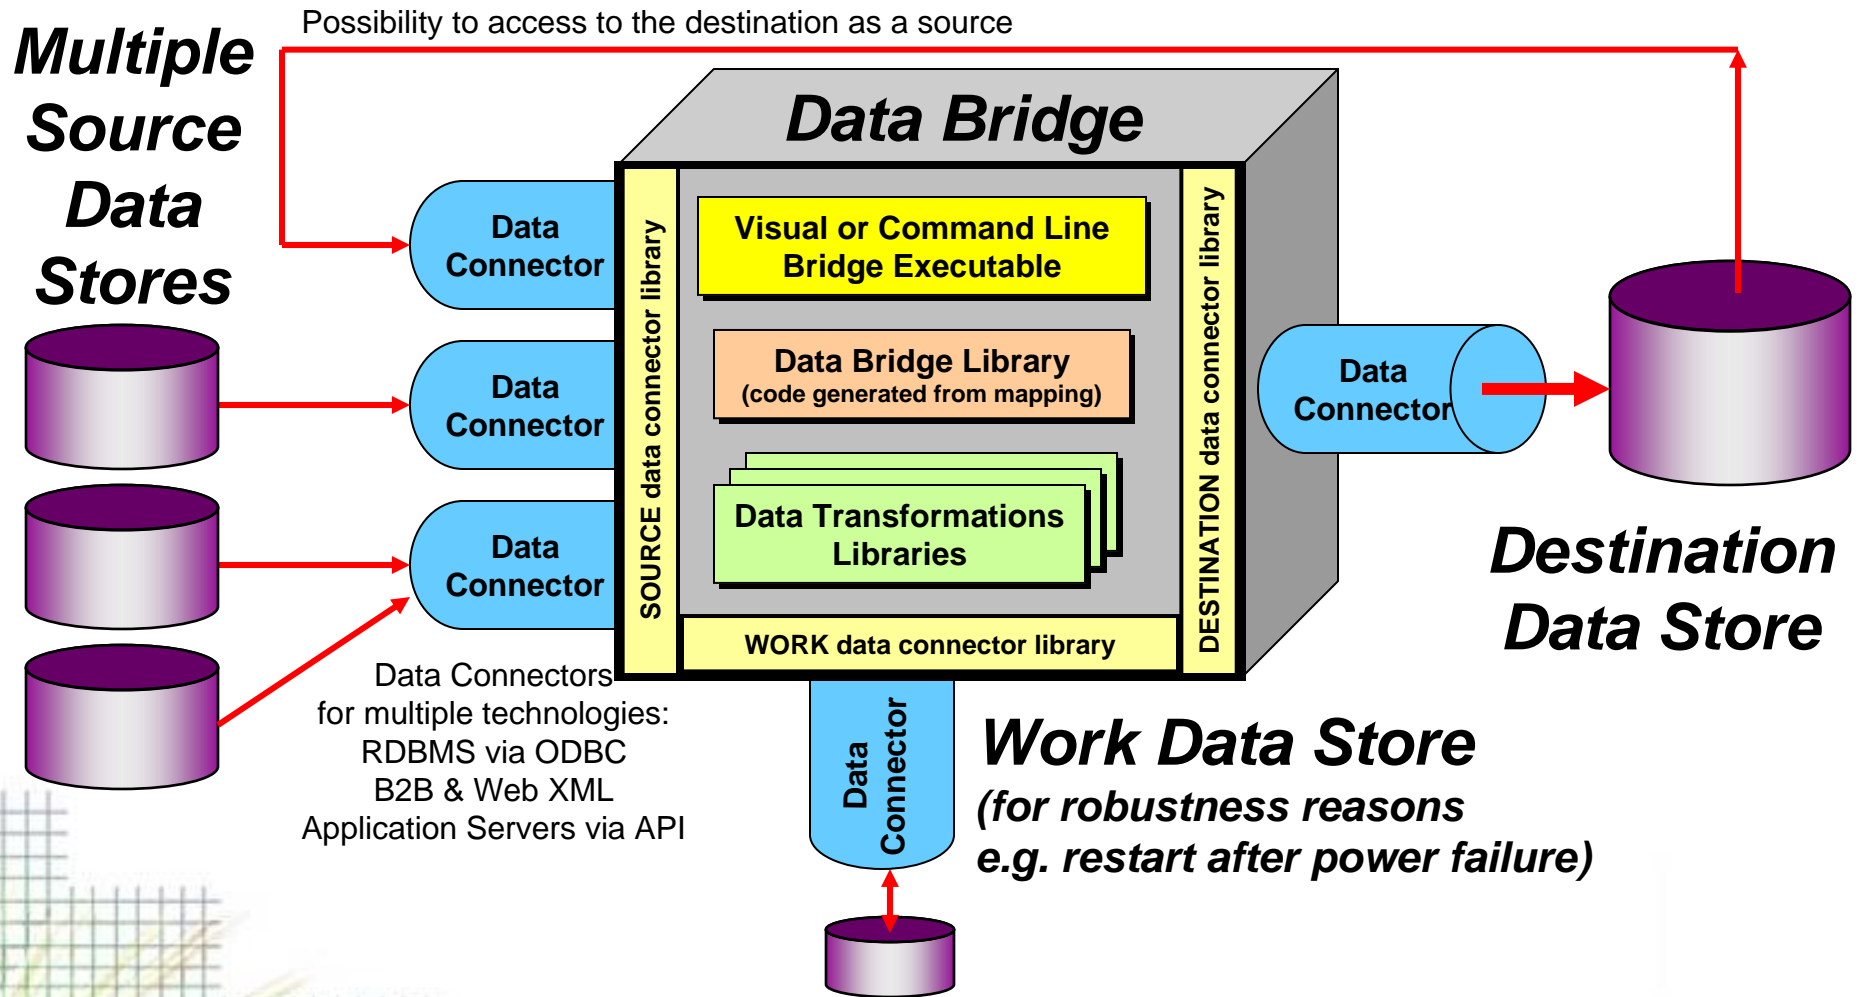 Possibility to access to the destination as a source
Multiple
Source
Data
Stores
Data Bridge
Data
Connector
Data
Connector
Data
Connector
SOURCE data connector library
Visual or Command Line
Bridge Executable
Data Bridge Library
(code generated from mapping)
Data Transformations
Libraries
WORK data connector library
DESTINATION data connector library
Data
Connector
Destination
Data Store
Data Connectors
for multiple technologies:
RDBMS via ODBC
B2B & Web XML
Application Servers via API
Data
Connector
Work Data Store
(for robustness reasons
e.g. restart after power failure)